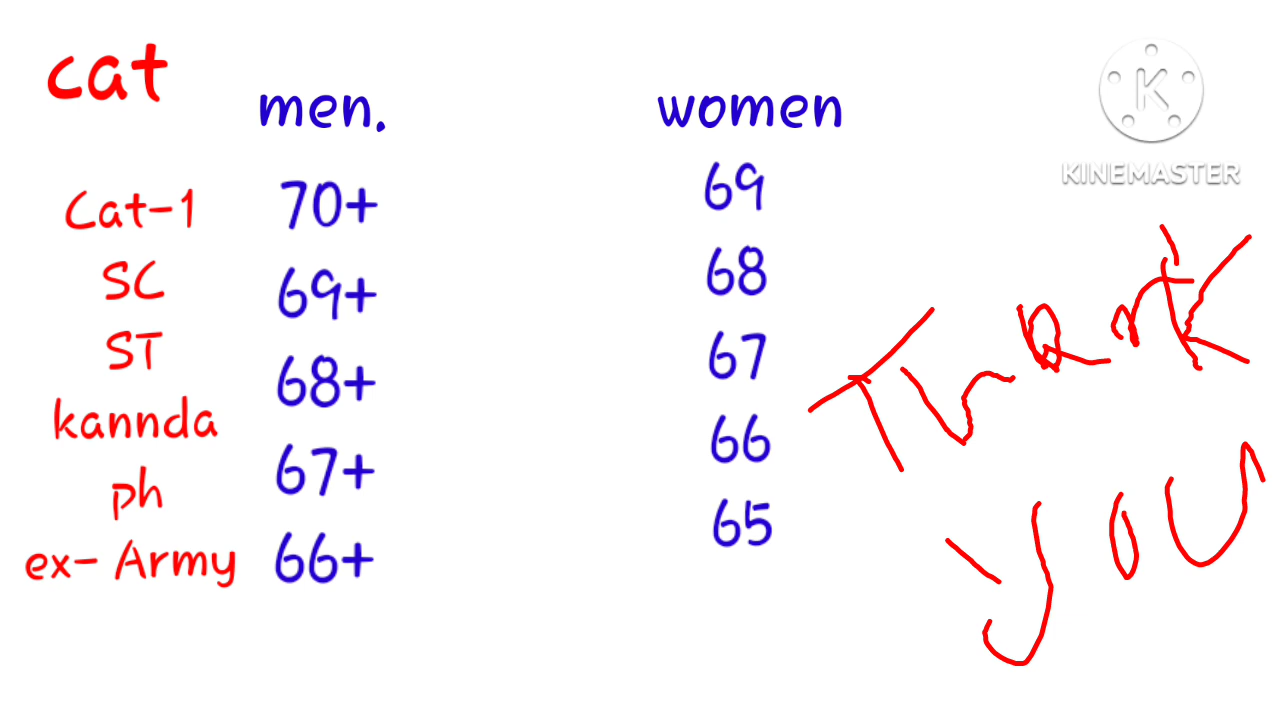 cat men. women
Cat-1 70+ 69
SC 69+ 68
ST 68+ 67
kannda 67+ 66
ph 66+ 65
ex- Army
Thank
you
KINEMASTER